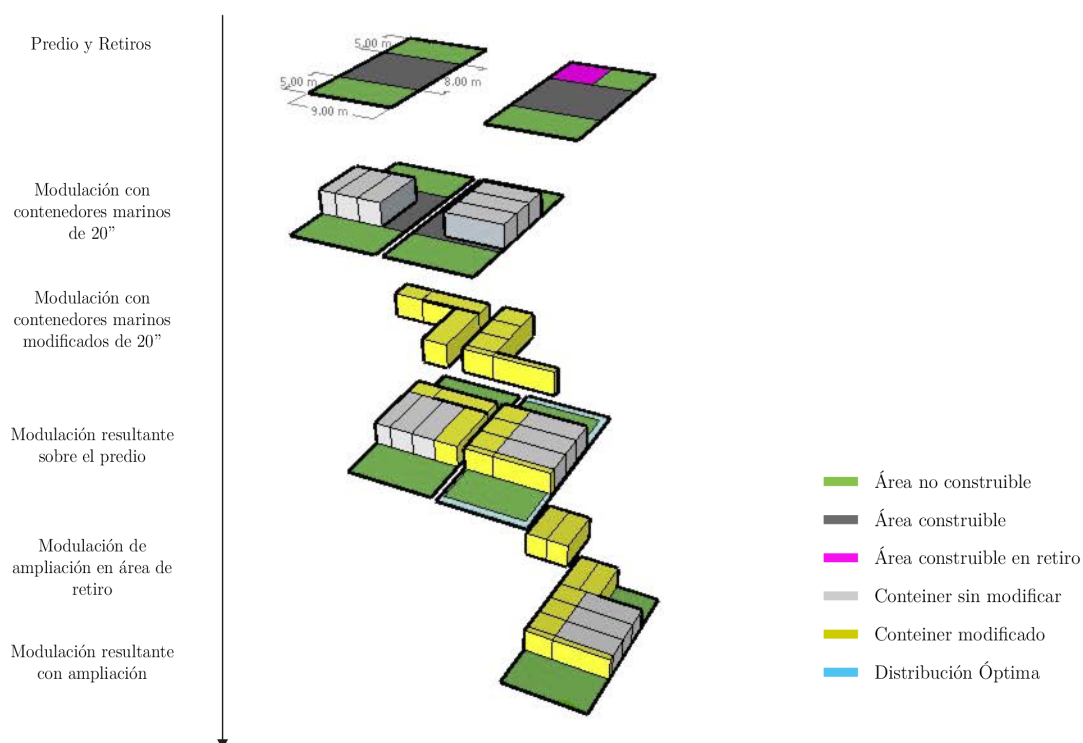 Predio y Retiros
5.00 m
5.00 m
8.00 m
9.00 m
Modulación con
contenedores marinos
de 20”
Modulación con
contenedores marinos
modificados de 20”
Modulación resultante
sobre el predio
Modulación de
ampliación en área de
retiro
Modulación resultante
con ampliación
Área no construible
Área construible
Área construible en retiro
Conteiner sin modificar
Conteiner modificado
Distribución Óptima